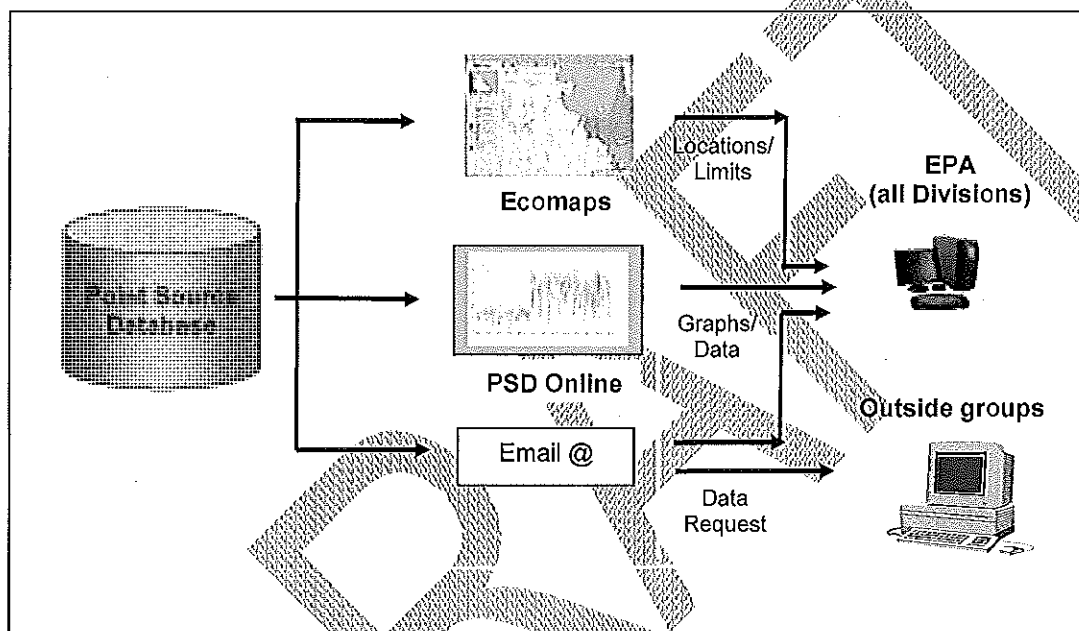 Locations/
Limits
EPA
(all Divisions)
Ecomaps
Point Source
Database
Graphs/
Data
PSD Online
Outside groups
Email @
Data
Request